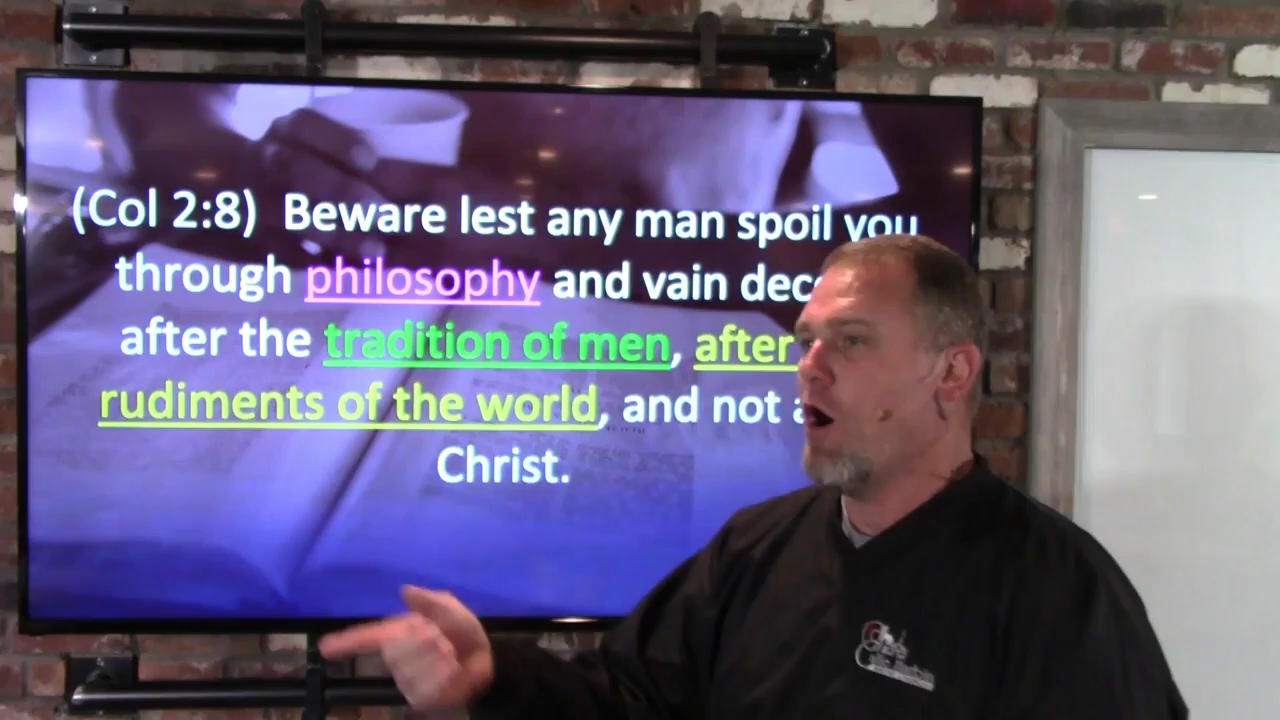 (Col 2:8) Beware lest any man spoil you
through philosophy and vain
after the tradition of men, after
rudiments of the world, and not
Christ.